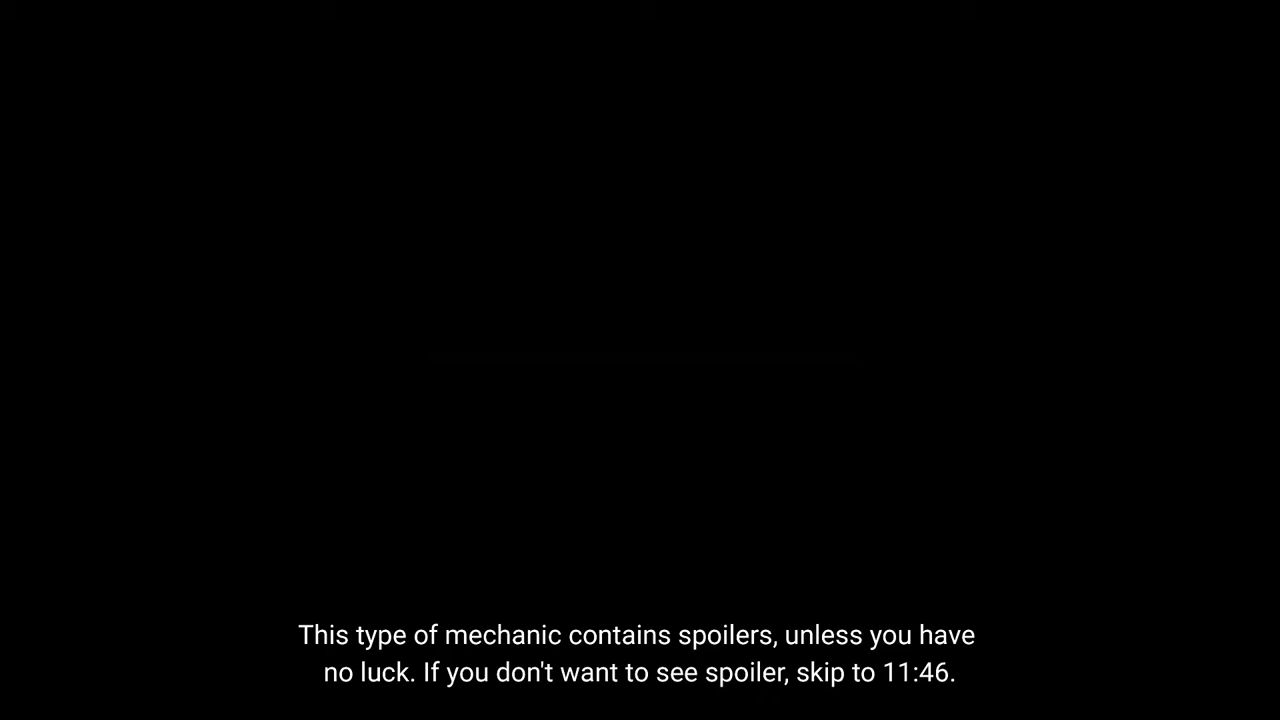 This type of mechanic contains spoilers, unless you have
no luck. If you don't want to see spoiler, skip to 11:46.